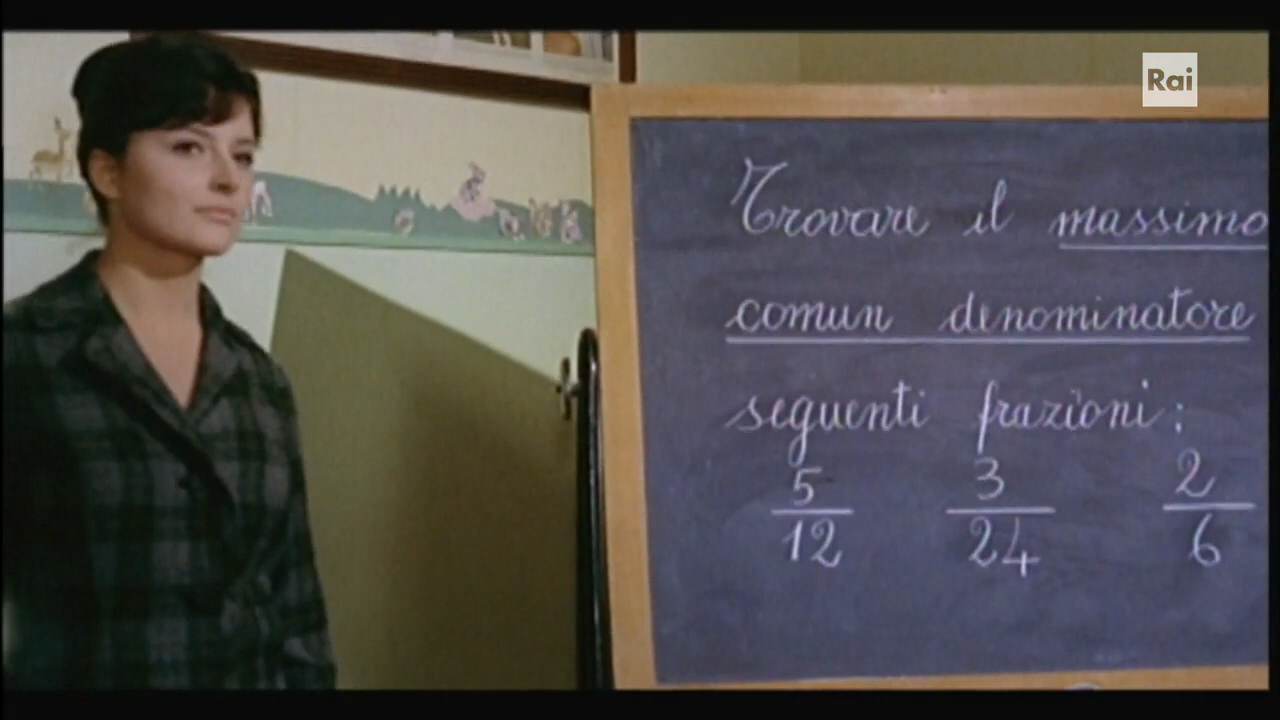 Rai
Trovare il massimo
comun denominatore
seguenti frazioni:
5 3 2
12 24 6